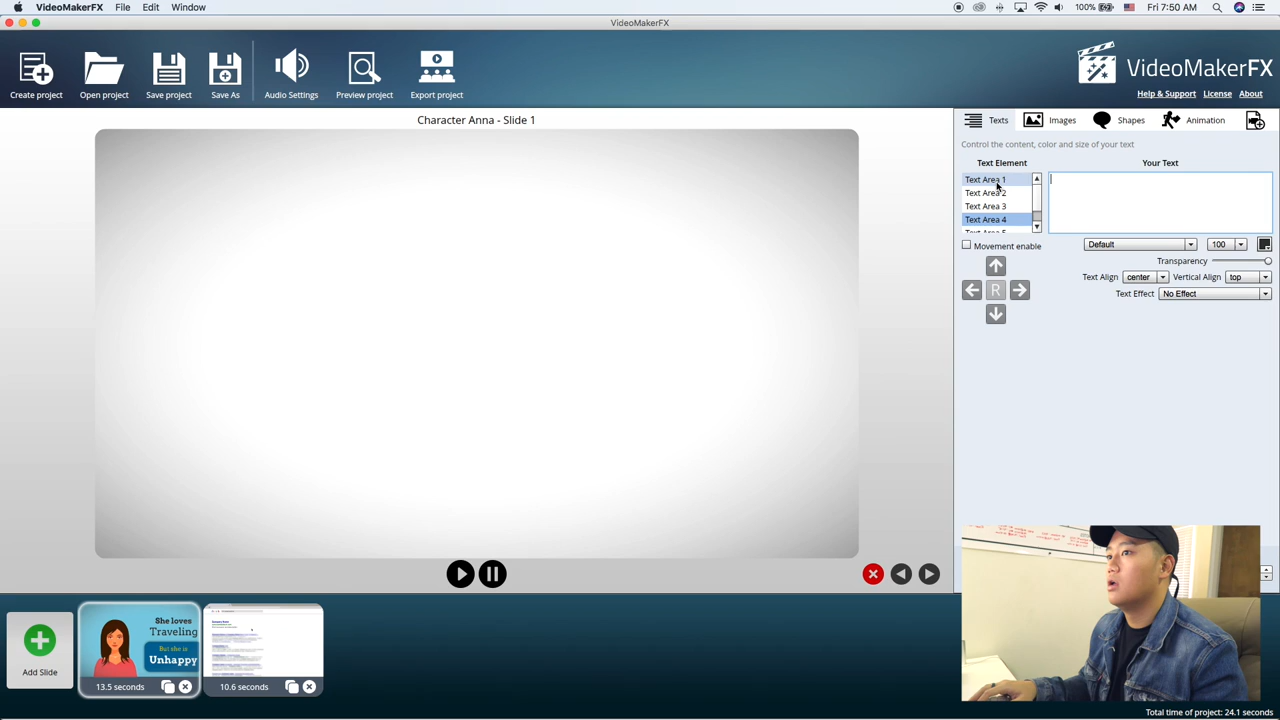 VideoMakerFX File Edit Window
100% Fri 7:50 AM
VideoMakerFX
Create project Open project Save project Save As Audio Settings Preview project Export project
VideoMakerFX
Help & Support License About
Character Anna - Slide 1
Texts Images Shapes Animation
Control the content, color and size of your text
Text Element Your Text
Text Area 1
Text Area 2
Text Area 3
Text Area 4
Movement enable Default 100
R
Transparency
Text Align center Vertical Align top
Text Effect No Effect
Add Slide
She loves
Traveling
But she is
Unhappy
13.5 seconds
10.6 seconds
Total time of project: 24.1 seconds